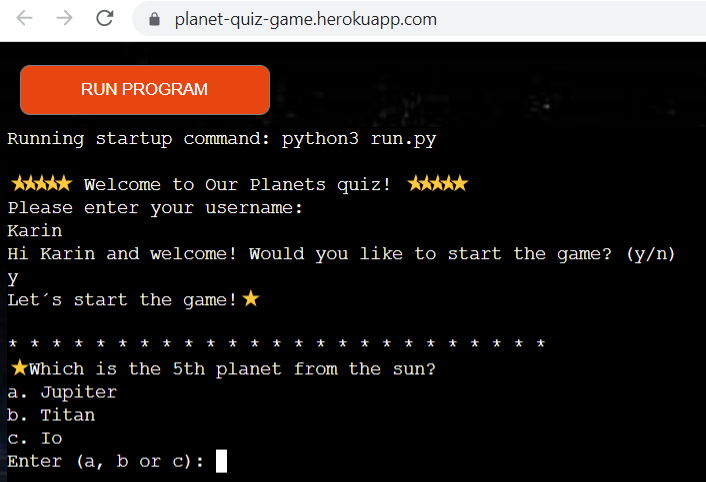 planet-quiz-game.herokuapp.com
RUN PROGRAM
Running startup command: python3 run.py
⭐⭐⭐⭐⭐ Welcome to Our Planets quiz! ⭐⭐⭐⭐⭐
Please enter your username:
Karin
Hi Karin and welcome! Would you like to start the game? (y/n)
y
Let´s start the game!⭐
* * * * * * * * * * * * * * * * * * * * * * * * *
⭐Which is the 5th planet from the sun?
a. Jupiter
b. Titan
c. Io
Enter (a, b or c):